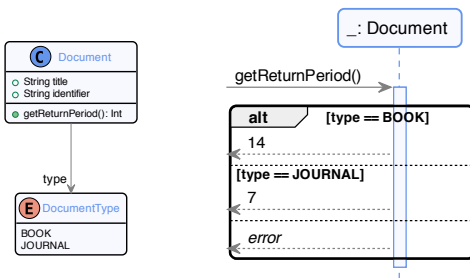 C Document
String title
String identifier
getReturnPeriod(): Int
type
E DocumentType
BOOK
JOURNAL
_: Document
getReturnPeriod()
alt [type == BOOK]
14
[type == JOURNAL]
7
error